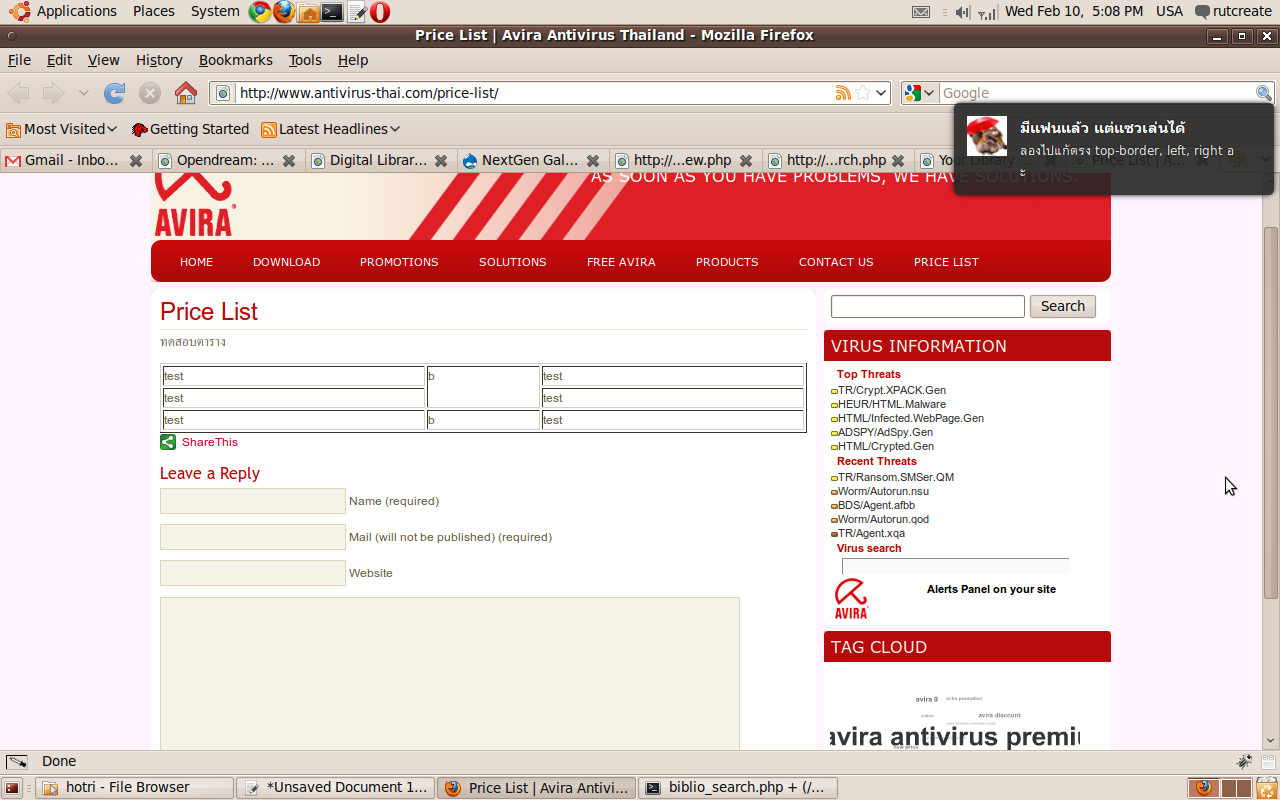 Applications Places System Wed Feb 10, 5:08 PM USA rutcreate
Price List | Avira Antivirus Thailand - Mozilla Firefox
File Edit View History Bookmarks Tools Help
http://www.antivirus-thai.com/price-list/ Google
Most Visited Getting Started Latest Headlines
มีแฟนแล้ว แต่แซวเล่นได้
ลองไปแก้ตรง top-border, left, right อ
ะ
Gmail - Inbo... Opendream: ... Digital Librar... NextGen Gal... http://...ew.php http://...rch.php Your Library
AS SOON AS YOU HAVE PROBLEMS, WE HAVE SOLUTIONS.
AVIRA
HOME DOWNLOAD PROMOTIONS SOLUTIONS FREE AVIRA PRODUCTS CONTACT US PRICE LIST
Price List
ทดสอบตาราง
test b test
test test
test b test
ShareThis
Leave a Reply
Name (required)
Mail (will not be published) (required)
Website
Search
VIRUS INFORMATION
Top Threats
TR/Crypt.XPACK.Gen
HEUR/HTML.Malware
HTML/Infected.WebPage.Gen
ADSPY/AdSpy.Gen
HTML/Crypted.Gen
Recent Threats
TR/Ransom.SMSer.QM
Worm/Autorun.nsu
BDS/Agent.afbb
Worm/Autorun.qod
TR/Agent.xqa
Virus search
AVIRA Alerts Panel on your site
TAG CLOUD
avira 9 avira promotion
avira discount
avira antivirus premiu
new price
Done
hotri - File Browser *Unsaved Document 1... Price List | Avira Antivi... biblio_search.php + (/...